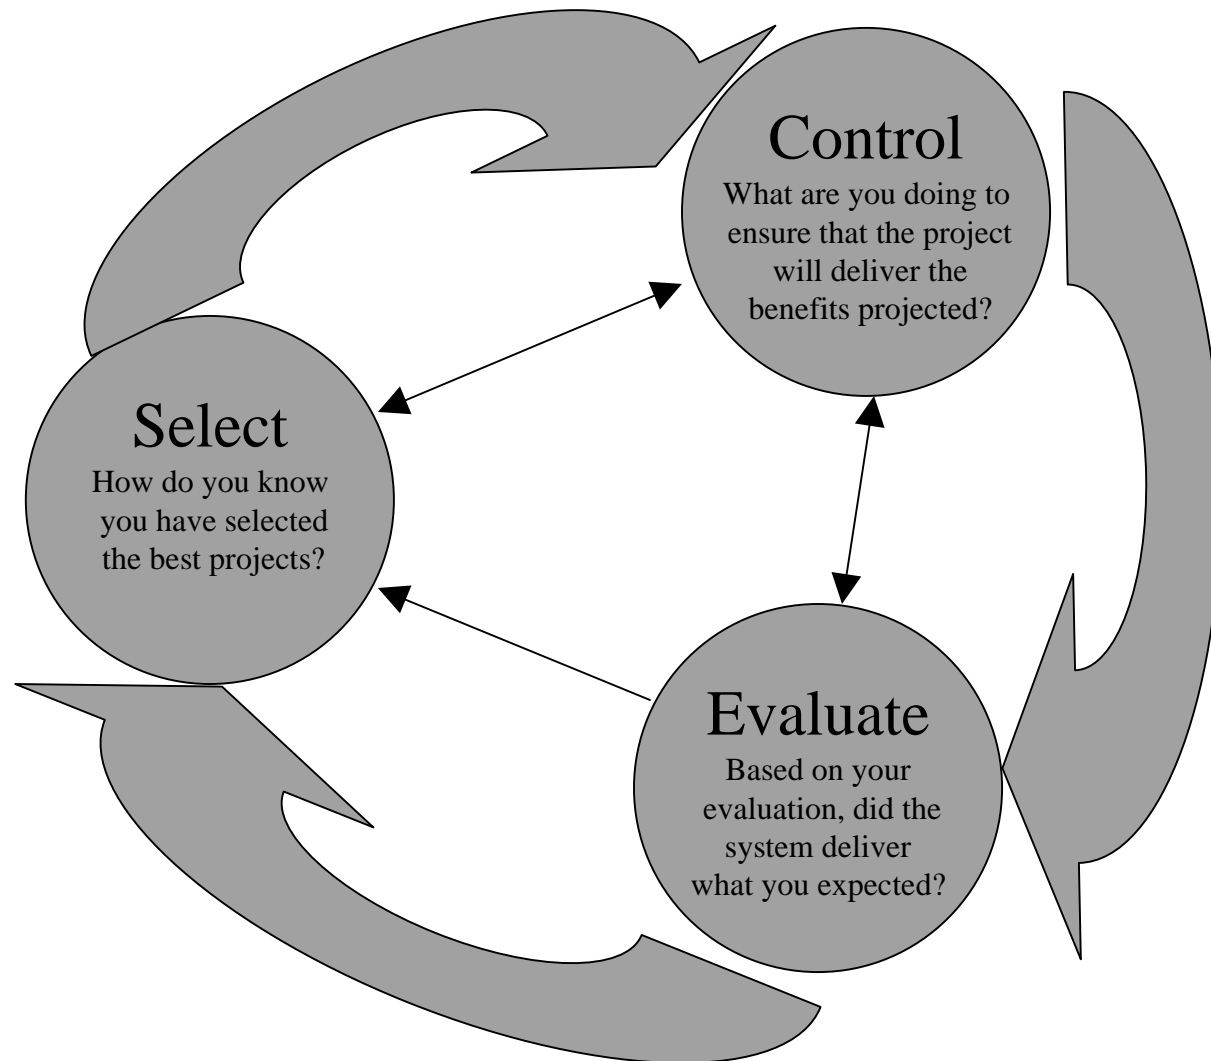 Control
What are you doing to
ensure that the project
will deliver the
benefits projected?
Select
How do you know
you have selected
the best projects?
Evaluate
Based on your
evaluation, did the
system deliver
what you expected?